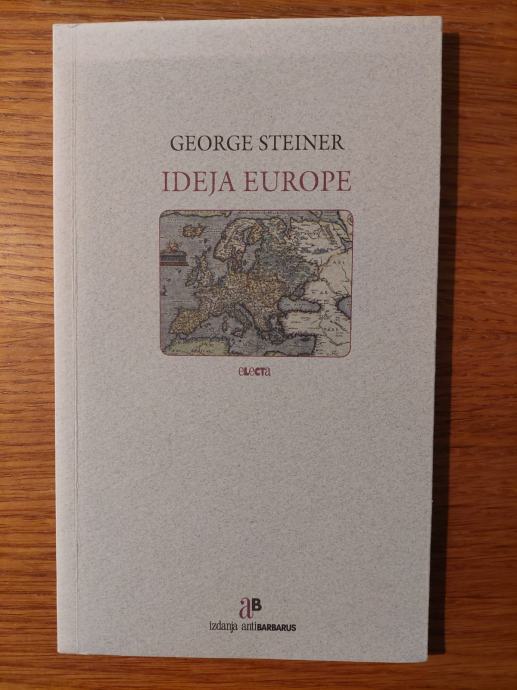 GEORGE STEINER
IDEJA EUROPE
eLECTa
aB
izdanja antiBARBARUS